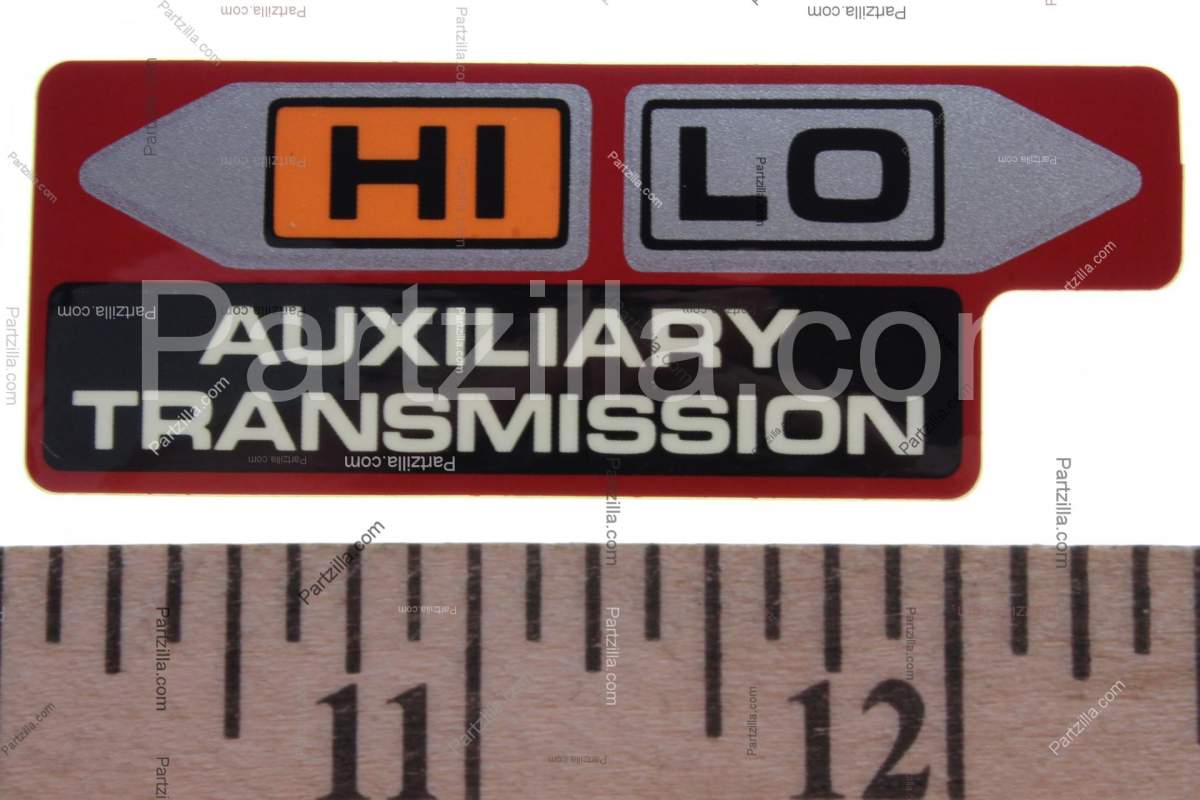 HI LO
AUXILIARY
TRANSMISSION
Partzilla.com
11 12